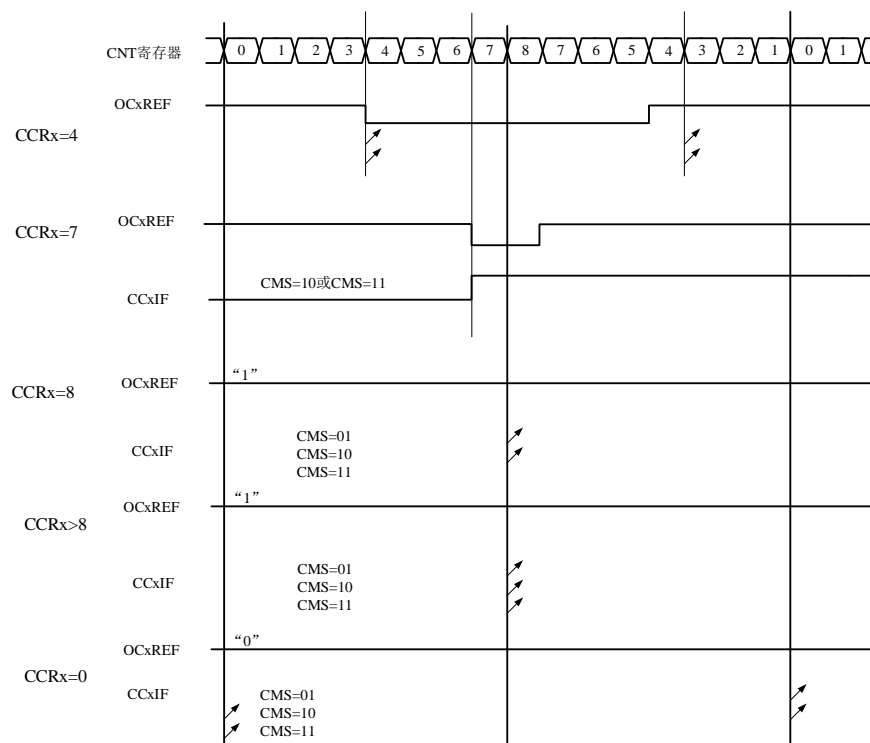 CNT寄存器 0 1 2 3 4 5 6 7 8 7 6 5 4 3 2 1 0 1
OCxREF
CCRx=4
OCxREF
CCRx=7
CMS=10或CMS=11
CCxIF
OCxREF “1”
CCRx=8
CMS=01
CCxIF CMS=10
CMS=11
“1”
OCxREF
CCRx>8
CMS=01
CCxIF CMS=10
CMS=11
“0”
OCxREF
CCRx=0
CCxIF CMS=01
CMS=10
CMS=11